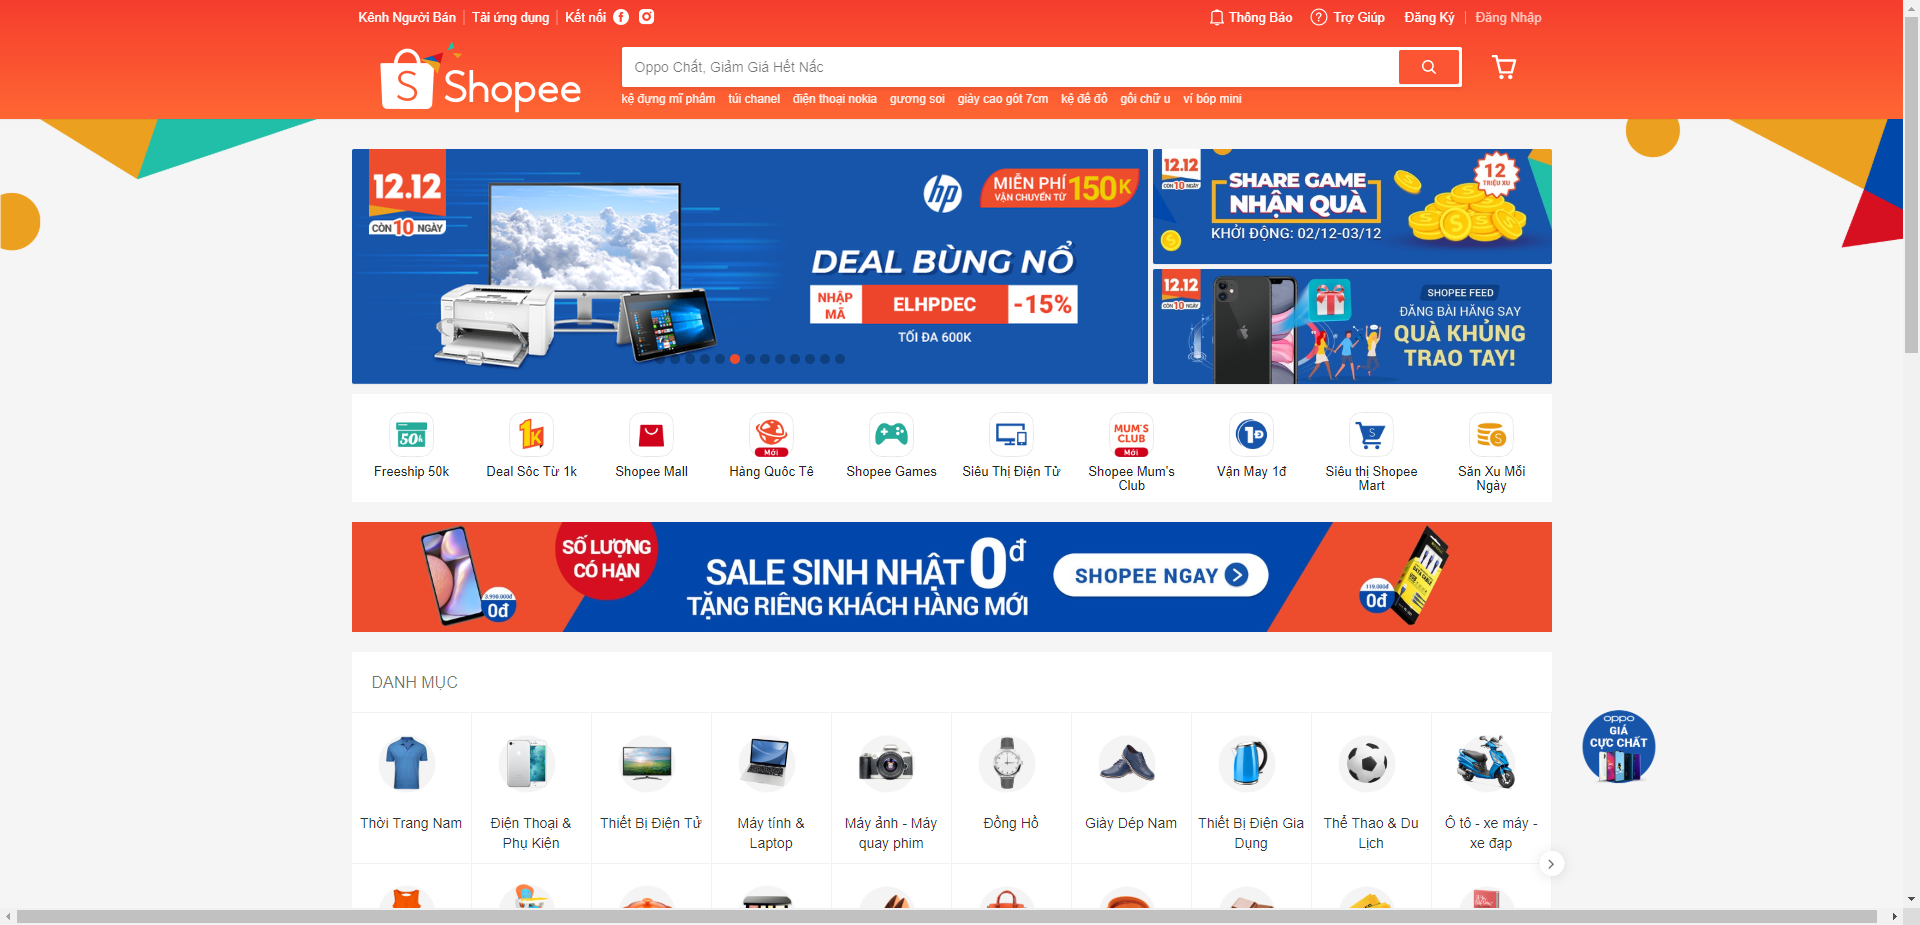 Kênh Người Bán
Tải ứng dụng
Kết nối
Thông Báo
Trợ Giúp
Đăng Ký
Đăng Nhập
Shopee
Oppo Chất, Giảm Giá Hết Nấc
kệ đựng mĩ phẩm
túi chanel
điện thoại nokia
gương soi
giày cao gót 7cm
kệ để đồ
gối chữ u
ví bóp mini
12.12
CÒN 10 NGÀY
hp
MIỄN PHÍ
VẬN CHUYỂN TỪ 150K
DEAL BÙNG NỔ
NHẬP MÃ
ELHPDEC
-15%
TỐI ĐA 600K
12.12
CÒN 10 NGÀY
SHARE GAME
NHẬN QUÀ
KHỞI ĐỘNG: 02/12-03/12
12
TRIỆU XU
12.12
CÒN 10 NGÀY
SHOPEE FEED
ĐĂNG BÀI HĂNG SAY
QUÀ KHỦNG
TRAO TAY!
50k
Freeship 50k
1K
Deal Sốc Từ 1k
Shopee Mall
Mới
Hàng Quốc Tế
Shopee Games
Siêu Thị Điện Tử
MUM'S
CLUB
Mới
Shopee Mum's
Club
1Đ
Vận May 1đ
Siêu thị Shopee
Mart
Săn Xu Mỗi
Ngày
3.990.000đ
0đ
SỐ LƯỢNG
CÓ HẠN
SALE SINH NHẬT 0đ
TẶNG RIÊNG KHÁCH HÀNG MỚI
SHOPEE NGAY
119.000đ
0đ
DATA CABLE
DANH MỤC
Thời Trang Nam
Điện Thoại &
Phụ Kiện
Thiết Bị Điện Tử
Máy tính &
Laptop
Máy ảnh - Máy
quay phim
Đồng Hồ
Giày Dép Nam
Thiết Bị Điện Gia
Dụng
Thể Thao & Du
Lịch
Ô tô - xe máy -
xe đạp
oppo
GIÁ
CỰC CHẤT